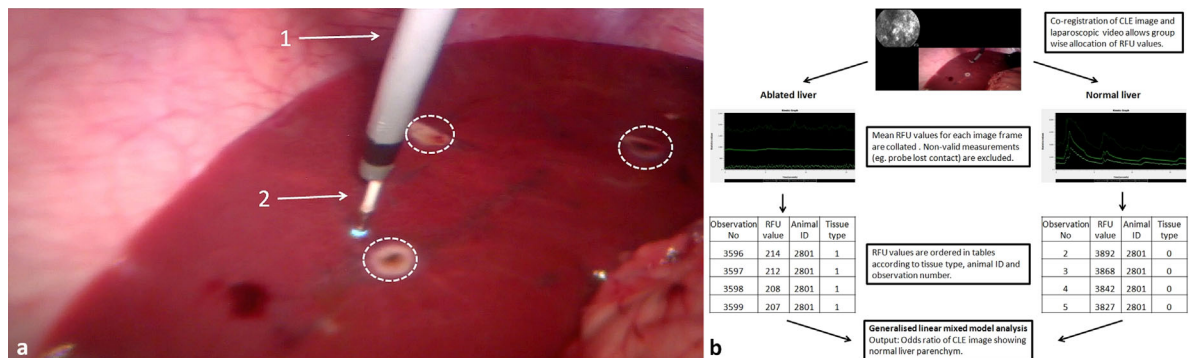 1
2
a
Co-registration of CLE image and
laparoscopic video allows group
wise allocation of RFU values.
Ablated liver
Normal liver
Mean RFU values for each image frame
are collated . Non-valid measurements
(eg. probe lost contact) are excluded.
Observation No RFU value Animal ID Tissue type
3596 214 2801 1
3597 212 2801 1
3598 208 2801 1
3599 207 2801 1
RFU values are ordered in tables
according to tissue type, animal ID and
observation number.
Observation No RFU value Animal ID Tissue type
2 3892 2801 0
3 3868 2801 0
4 3842 2801 0
5 3827 2801 0
Generalised linear mixed model analysis
Output: Odds ratio of CLE image showing
normal liver parenchym.
b